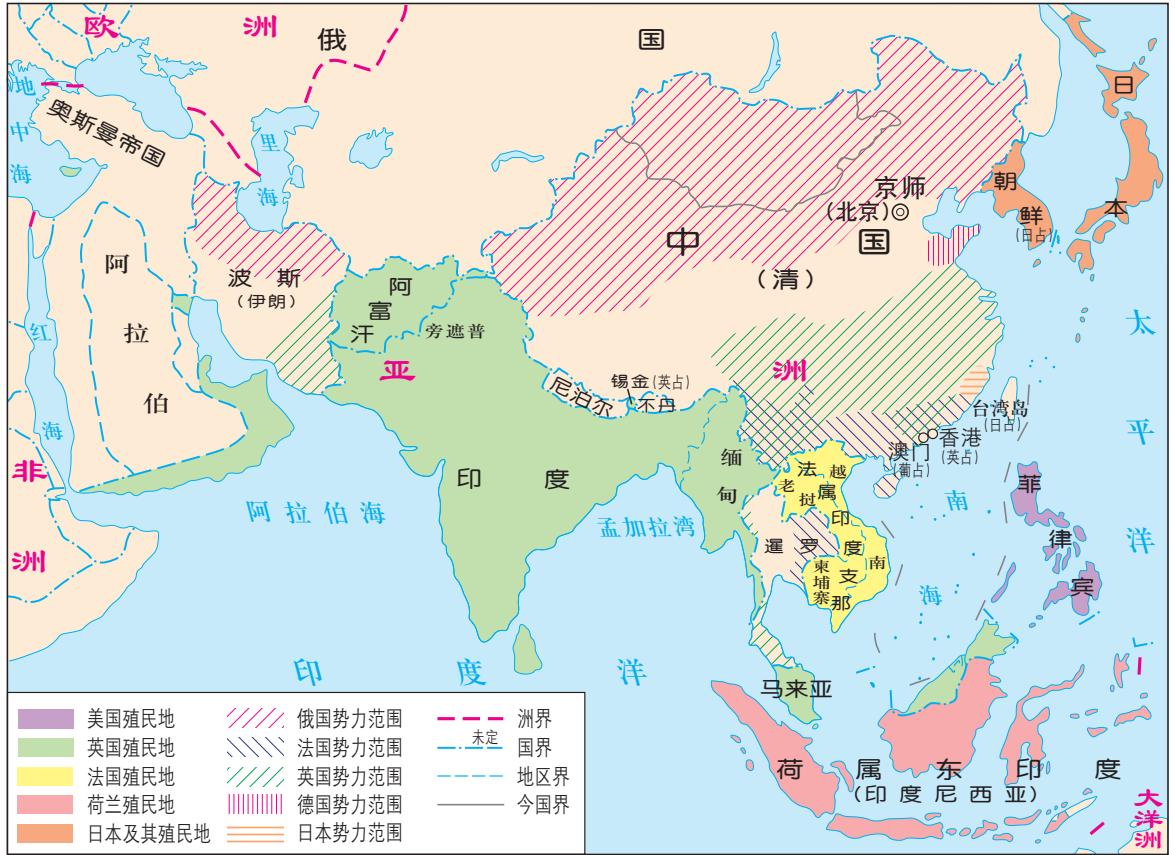 欧洲
俄国
地中海
奥斯曼帝国
里海
京师
(北京)
朝鲜
(日占)
日本
中国
(清)
阿拉伯
波斯
(伊朗)
阿富汗
旁遮普
红海
亚洲
太平洋
尼泊尔
锡金(英占)
不丹
台湾岛
(日占)
香港
(英占)
澳门
(葡占)
非洲
印度
缅甸
法属印度支那
越南
老挝
暹罗
柬埔寨
阿拉伯海
孟加拉湾
南海
菲律宾
印度洋
马来亚
荷属东印度
(印度尼西亚)
大洋洲
美国殖民地
英国殖民地
法国殖民地
荷兰殖民地
日本及其殖民地
俄国势力范围
法国势力范围
英国势力范围
德国势力范围
日本势力范围
洲界
未定
国界
地区界
今国界